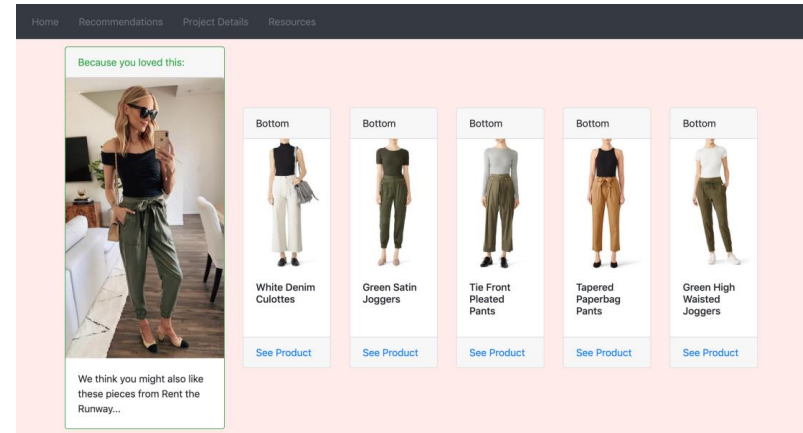 Home Recommendations Project Details Resources
Because you loved this:
We think you might also like
these pieces from Rent the
Runway...
Bottom
White Denim
Culottes
See Product
Bottom
Green Satin
Joggers
See Product
Bottom
Tie Front
Pleated
Pants
See Product
Bottom
Tapered
Paperbag
Pants
See Product
Bottom
Green High
Waisted
Joggers
See Product